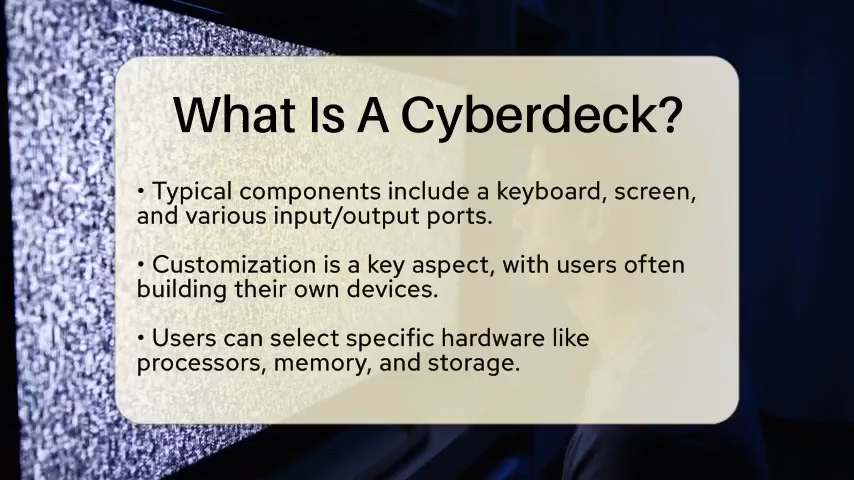 What Is A Cyberdeck?
• Typical components include a keyboard, screen,
and various input/output ports.
• Customization is a key aspect, with users often
building their own devices.
• Users can select specific hardware like
processors, memory, and storage.